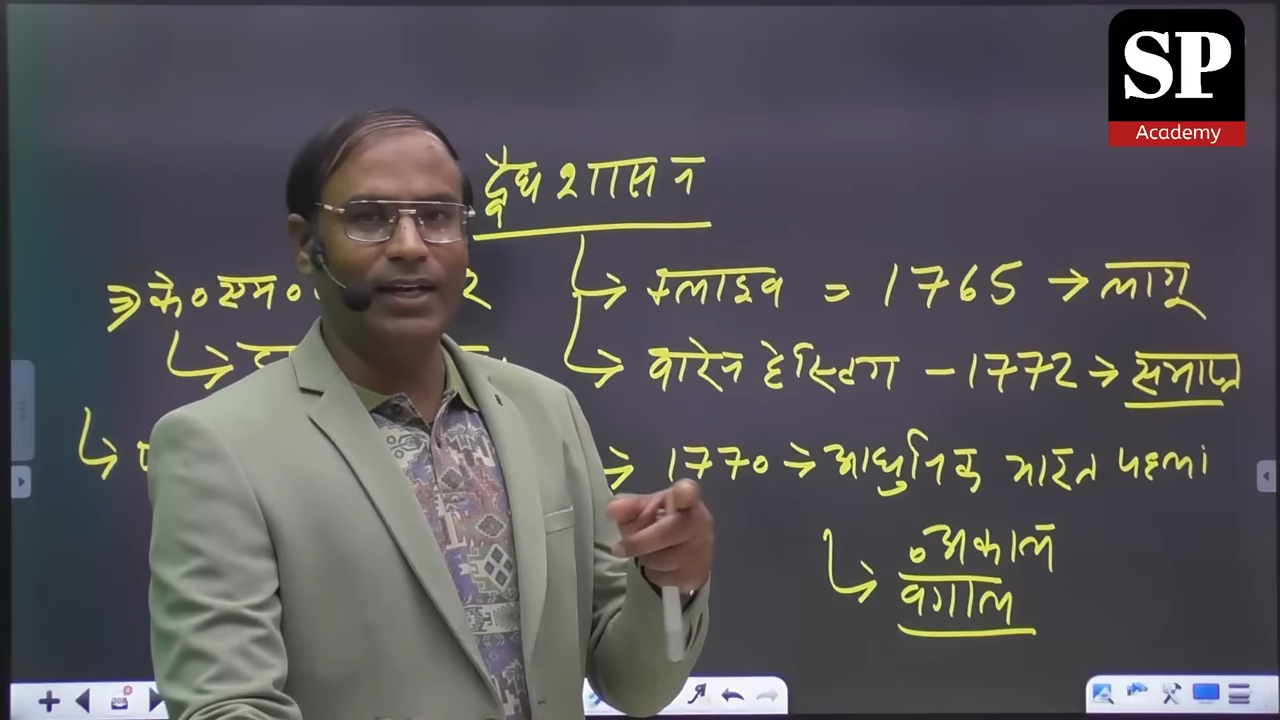 SP
Academy
द्वैध शासन
क्लाइव = 1765 → लागू
वारेन हेस्टिंग - 1772 → समाप्त
→ 1770 → आधुनिक भारत पहला
अकाल
बंगाल